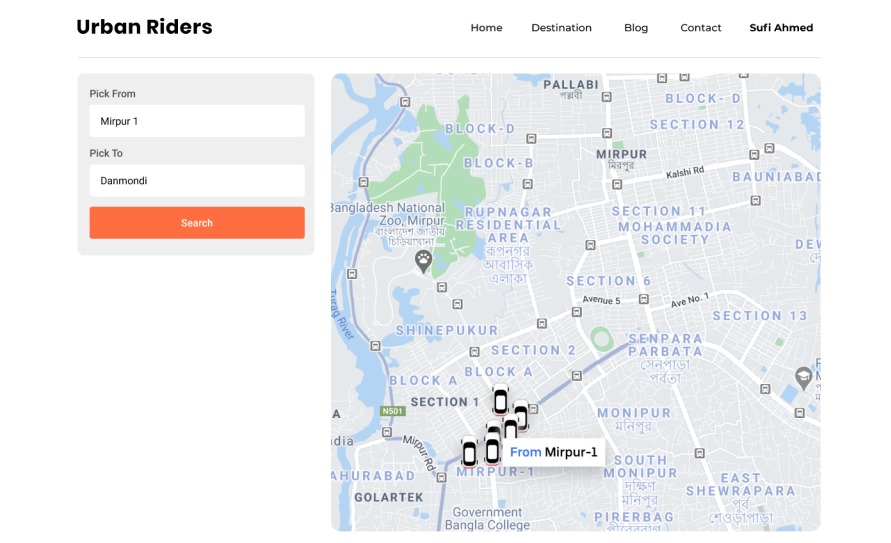 Urban Riders
Home
Destination
Blog
Contact
Sufi Ahmed
Pick From
Mirpur 1
Pick To
Danmondi
Search
PALLABI
পল্লবী
BLOCK- D
BLOCK-D
SECTION 12
MIRPUR
মিরপুর
BLOCK-B
Kalshi Rd
BAUNIABAD
Bangladesh National
Zoo, Mirpur
বাংলাদেশ জাতীয়
চিড়িয়াখানা
RUPNAGAR
RESIDENTIAL
AREA
রূপনগর
আবাসিক
এলাকা
SECTION 11
MOHAMMADIA
SOCIETY
SECTION 6
Avenue 5
Ave No. 1
SECTION 13
Turag River
SHINEPUKUR
SECTION 2
SENPARA
PARBATA
সেনপাড়া
পর্বতা
BLOCK A
BLOCK A
SECTION 1
N501
MONIPUR
মনিপুর
Mirpur Rd
From Mirpur-1
MIRPUR-1
AHURABAD
SOUTH
MONIPUR
দক্ষিণ
মনিপুর
EAST
SHEWRAPARA
পূর্ব
শেওড়াপাড়া
GOLARTEK
Government
Bangla College
PIRERBAG